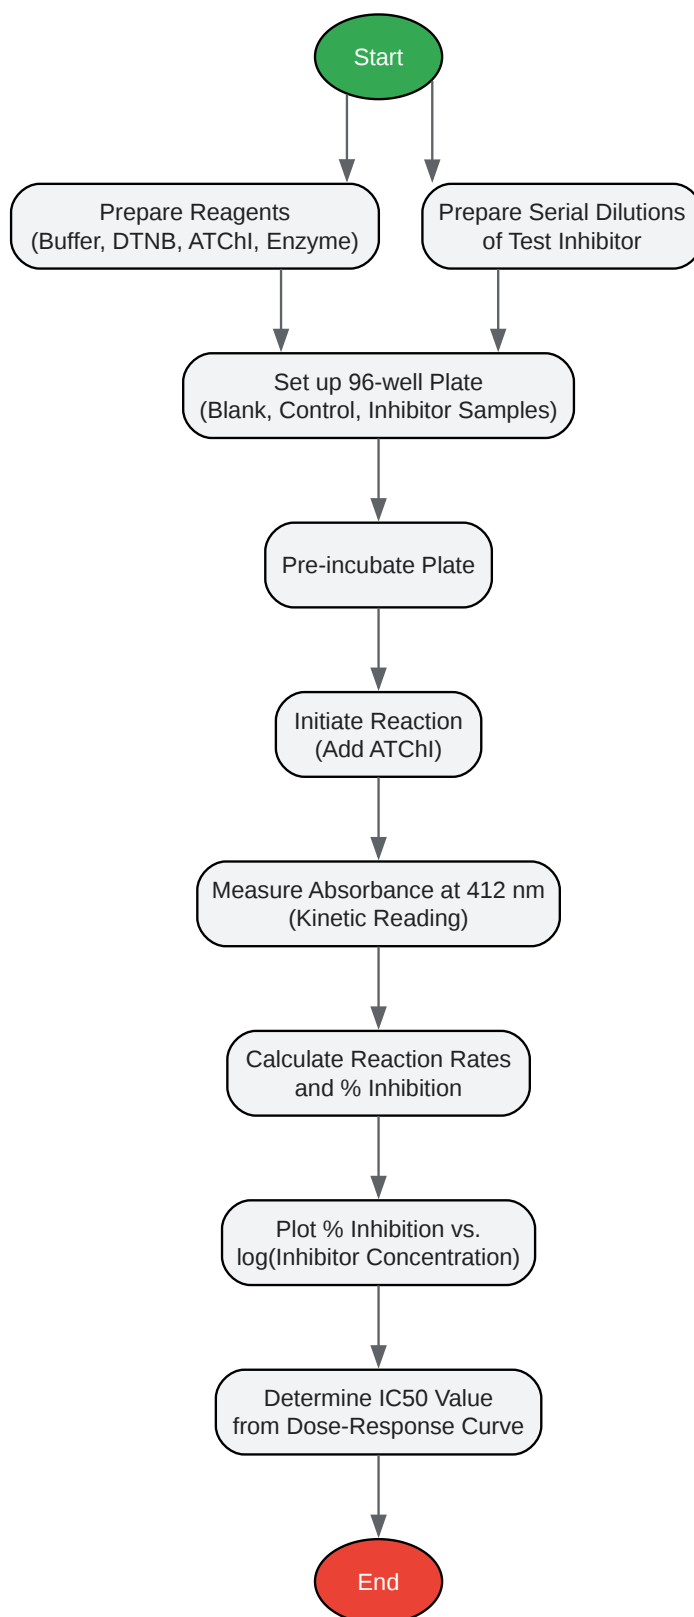 Start
Prepare Reagents
(Buffer, DTNB, ATChI, Enzyme)
Prepare Serial Dilutions
of Test Inhibitor
Set up 96-well Plate
(Blank, Control, Inhibitor Samples)
Pre-incubate Plate
Initiate Reaction
(Add ATChI)
Measure Absorbance at 412 nm
(Kinetic Reading)
Calculate Reaction Rates
and % Inhibition
Plot % Inhibition vs.
log(Inhibitor Concentration)
Determine IC50 Value
from Dose-Response Curve
End